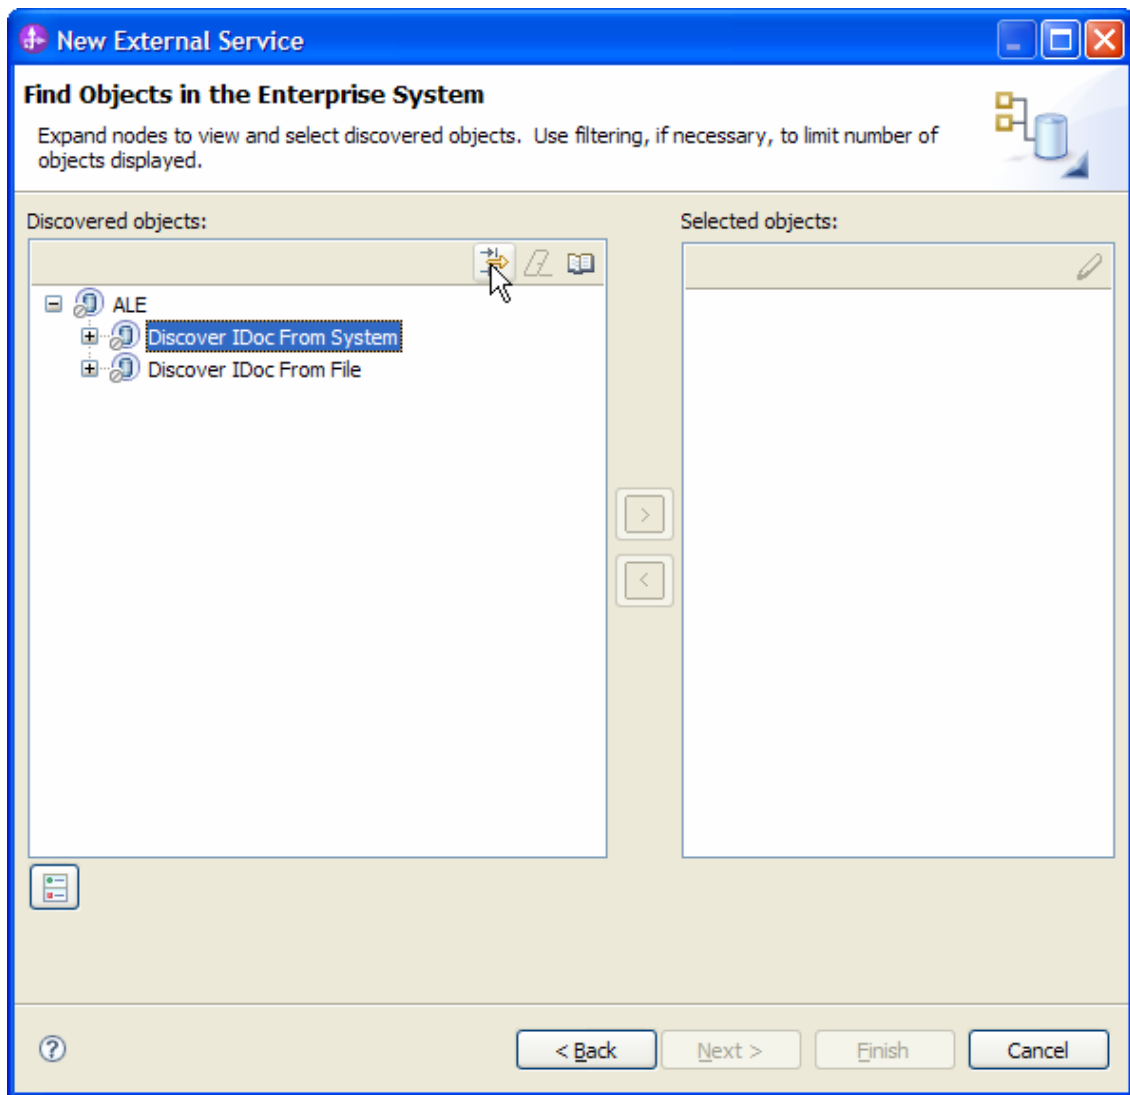 New External Service
Find Objects in the Enterprise System
Expand nodes to view and select discovered objects.  Use filtering, if necessary, to limit number of
objects displayed.
Discovered objects:
Selected objects:
ALE
Discover IDoc From System
Discover IDoc From File
>
<
?
< Back
Next >
Finish
Cancel